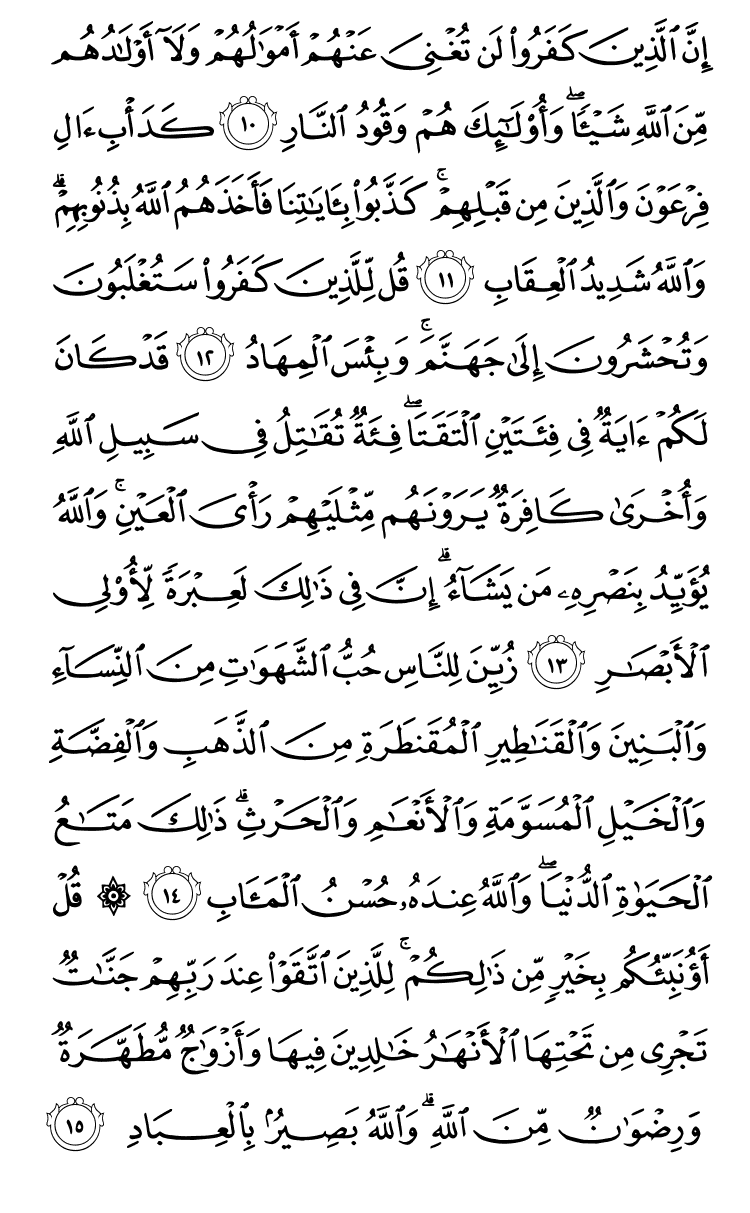 إِنَّ ٱلَّذِينَ كَفَرُواْ لَن تُغْنِىَ عَنْهُمْ أَمْوَٰلُهُمْ وَلَآ أَوْلَٰدُهُم
مِّنَ ٱللَّهِ شَيْـًٔاۖ وَأُوْلَٰٓئِكَ هُمْ وَقُودُ ٱلنَّارِ ١٠ كَدَأْبِ ءَالِ
فِرْعَوْنَ وَٱلَّذِينَ مِن قَبْلِهِمْۚ كَذَّبُواْ بِـَٔايَٰتِنَا فَأَخَذَهُمُ ٱللَّهُ بِذُنُوبِهِمْۗ
وَٱللَّهُ شَدِيدُ ٱلْعِقَابِ ١١ قُل لِّلَّذِينَ كَفَرُواْ سَتُغْلَبُونَ
وَتُحْشَرُونَ إِلَىٰ جَهَنَّمَۚ وَبِئْسَ ٱلْمِهَادُ ١٢ قَدْ كَانَ
لَكُمْ ءَايَةٌ فِى فِئَتَيْنِ ٱلْتَقَتَاۖ فِئَةٌ تُقَٰتِلُ فِى سَبِيلِ ٱللَّهِ
وَأُخْرَىٰ كَافِرَةٌ يَرَوْنَهُم مِّثْلَيْهِمْ رَأْىَ ٱلْعَيْنِۚ وَٱللَّهُ
يُؤَيِّدُ بِنَصْرِهِۦ مَن يَشَآءُۗ إِنَّ فِى ذَٰلِكَ لَعِبْرَةً لِّأُوْلِى
ٱلْأَبْصَٰرِ ١٣ زُيِّنَ لِلنَّاسِ حُبُّ ٱلشَّهَوَٰتِ مِنَ ٱلنِّسَآءِ
وَٱلْبَنِينَ وَٱلْقَنَٰطِيرِ ٱلْمُقَنطَرَةِ مِنَ ٱلذَّهَبِ وَٱلْفِضَّةِ
وَٱلْخَيْلِ ٱلْمُسَوَّمَةِ وَٱلْأَنْعَٰمِ وَٱلْحَرْثِۗ ذَٰلِكَ مَتَٰعُ
ٱلْحَيَوٰةِ ٱلدُّنْيَاۖ وَٱللَّهُ عِندَهُۥ حُسْنُ ٱلْمَـَٔابِ ١٤ ۞ قُلْ
أَؤُنَبِّئُكُم بِخَيْرٍ مِّن ذَٰلِكُمْۚ لِلَّذِينَ ٱتَّقَوْاْ عِندَ رَبِّهِمْ جَنَّٰتٌ
تَجْرِى مِن تَحْتِهَا ٱلْأَنْهَٰرُ خَٰلِدِينَ فِيهَا وَأَزْوَٰجٌ مُّطَهَّرَةٌ
وَرِضْوَٰنٌ مِّنَ ٱللَّهِۗ وَٱللَّهُ بَصِيرٌۢ بِٱلْعِبَادِ ١٥